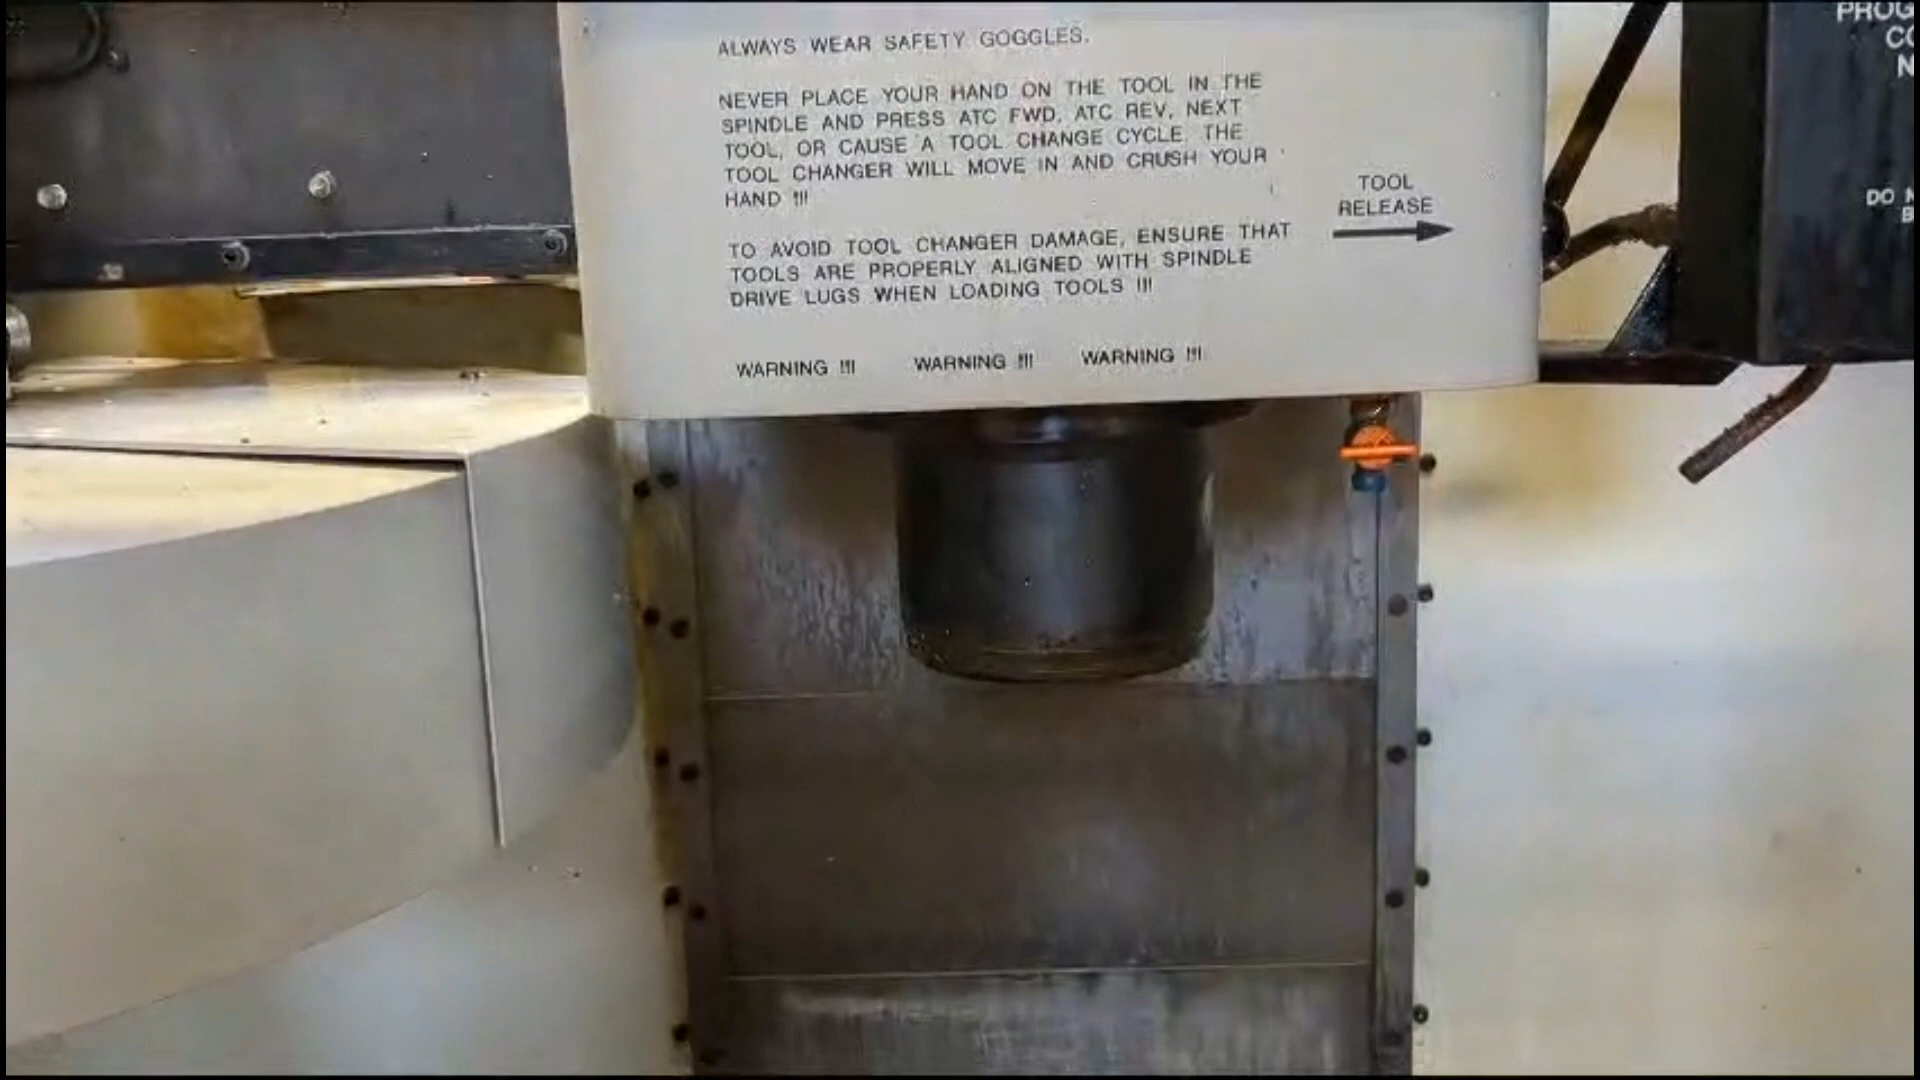 ALWAYS WEAR SAFETY GOGGLES.
NEVER PLACE YOUR HAND ON THE TOOL IN THE
SPINDLE AND PRESS ATC FWD, ATC REV, NEXT
TOOL, OR CAUSE A TOOL CHANGE CYCLE. THE
TOOL CHANGER WILL MOVE IN AND CRUSH YOUR
HAND !!!
TO AVOID TOOL CHANGER DAMAGE, ENSURE THAT
TOOLS ARE PROPERLY ALIGNED WITH SPINDLE
DRIVE LUGS WHEN LOADING TOOLS !!!
WARNING !!! WARNING !!! WARNING !!!
TOOL
RELEASE
DO